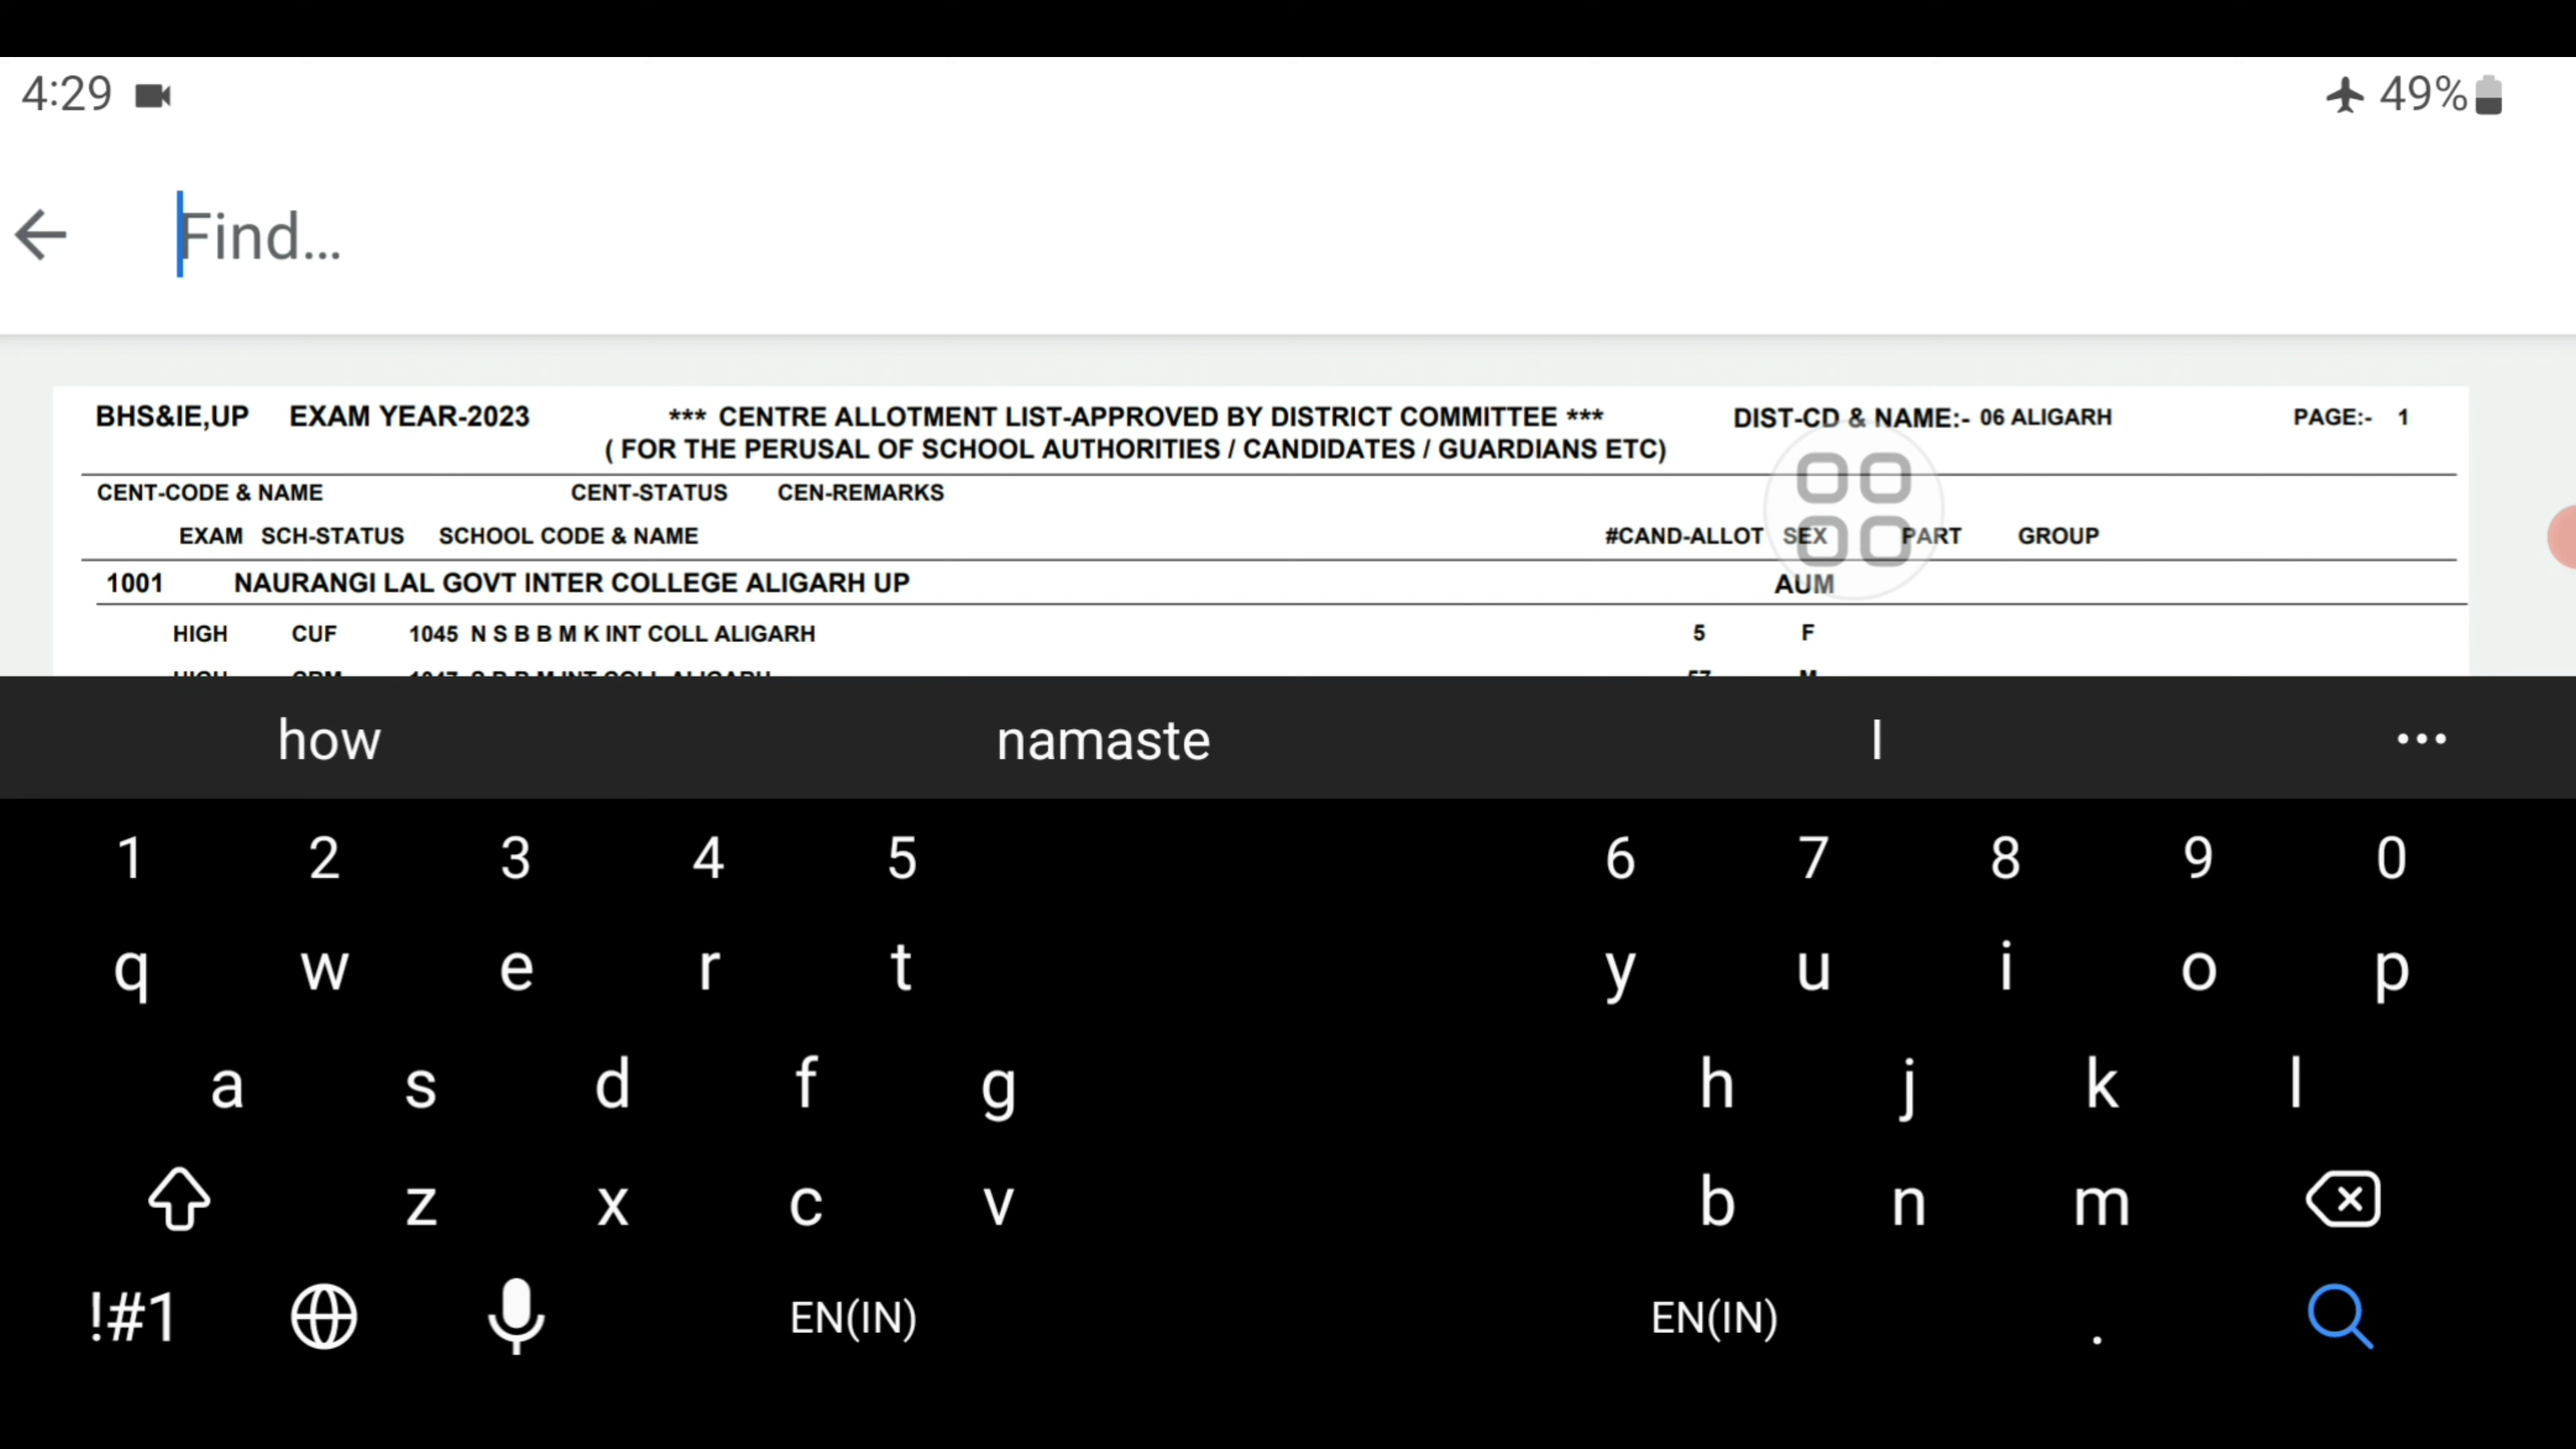 4:29 49%
Find...
BHS&IE,UP EXAM YEAR-2023 *** CENTRE ALLOTMENT LIST-APPROVED BY DISTRICT COMMITTEE *** DIST-CD & NAME:- 06 ALIGARH PAGE:- 1
( FOR THE PERUSAL OF SCHOOL AUTHORITIES / CANDIDATES / GUARDIANS ETC)
CENT-CODE & NAME CENT-STATUS CEN-REMARKS
EXAM SCH-STATUS SCHOOL CODE & NAME #CAND-ALLOT SEX PART GROUP
1001 NAURANGI LAL GOVT INTER COLLEGE ALIGARH UP AUM
HIGH CUF 1045 N S B B M K INT COLL ALIGARH 5 F
how namaste I ...
1 2 3 4 5 6 7 8 9 0
q w e r t y u i o p
a s d f g h j k l
z x c v b n m
!#1 EN(IN) EN(IN) .